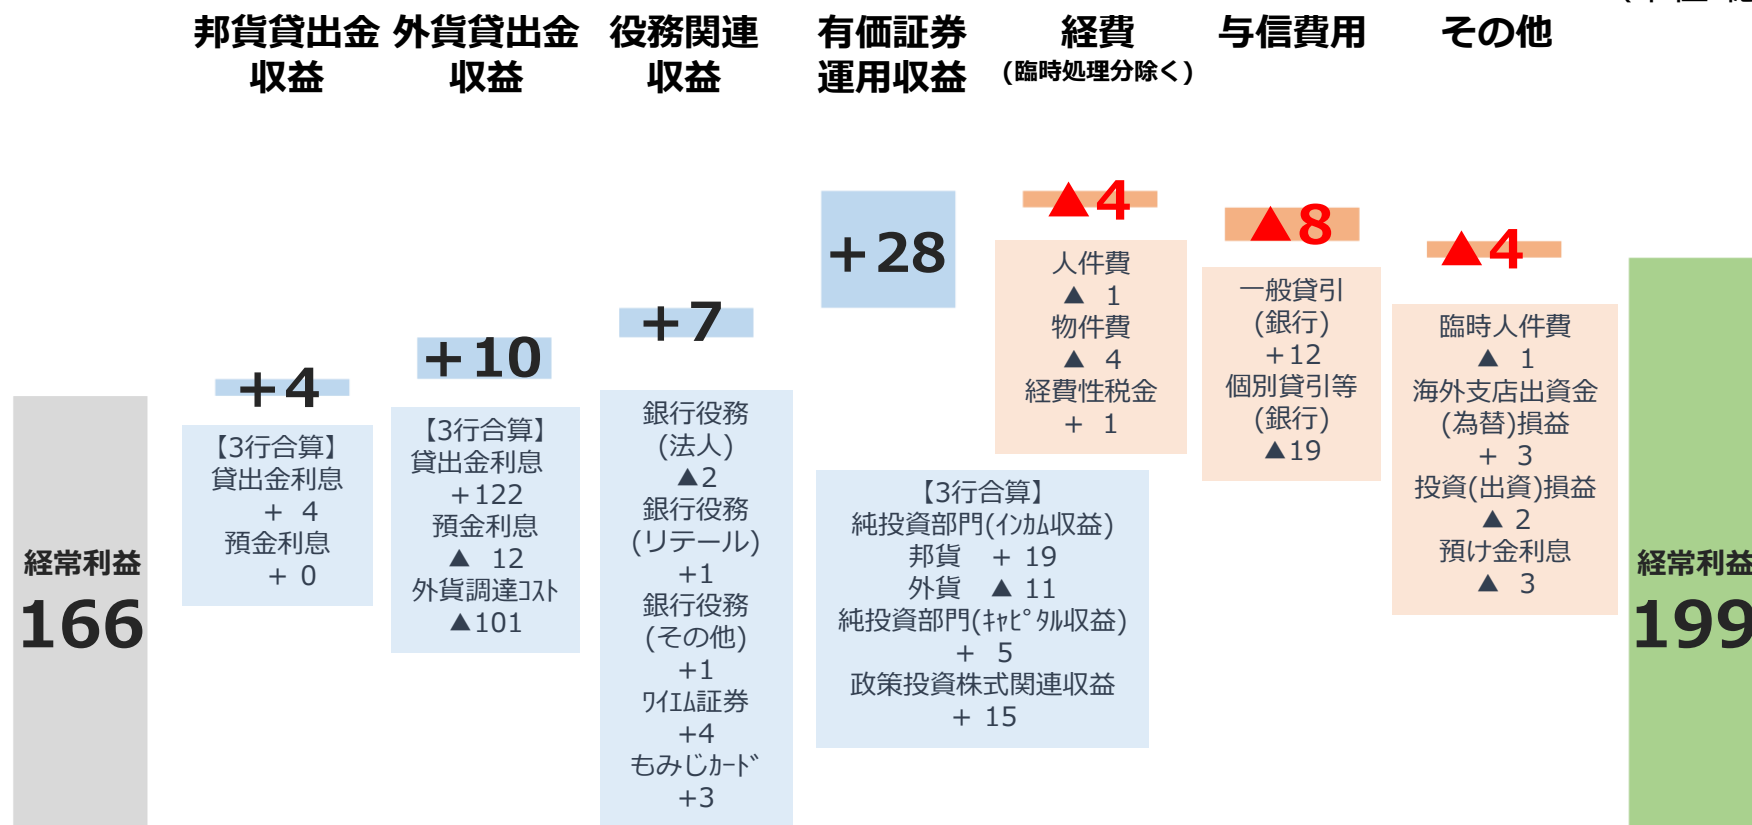 邦貨貸出金
収益
外貨貸出金
収益
役務関連
収益
有価証券
運用収益
経費
(臨時処理分除く)
与信費用
その他
経常利益
166
+4
【3行合算】
貸出金利息
+ 4
預金利息
+ 0
+10
【3行合算】
貸出金利息
+122
預金利息
▲ 12
外貨調達ｺｽﾄ
▲101
+7
銀行役務
(法人)
▲2
銀行役務
(リテール)
+1
銀行役務
(その他)
+1
ﾜｲｴﾑ証券
+4
もみじｶｰﾄﾞ
+3
+28
【3行合算】
純投資部門(ｲﾝｶﾑ収益)
邦貨 + 19
外貨 ▲ 11
純投資部門(ｷｬﾋﾟﾀﾙ収益)
+ 5
政策投資株式関連収益
+ 15
▲4
人件費
▲ 1
物件費
▲ 4
経費性税金
+ 1
▲8
一般貸引
(銀行)
+12
個別貸引等
(銀行)
▲19
▲4
臨時人件費
▲ 1
海外支店出資金
(為替)損益
+ 3
投資(出資)損益
▲ 2
預け金利息
▲ 3
経常利益
199